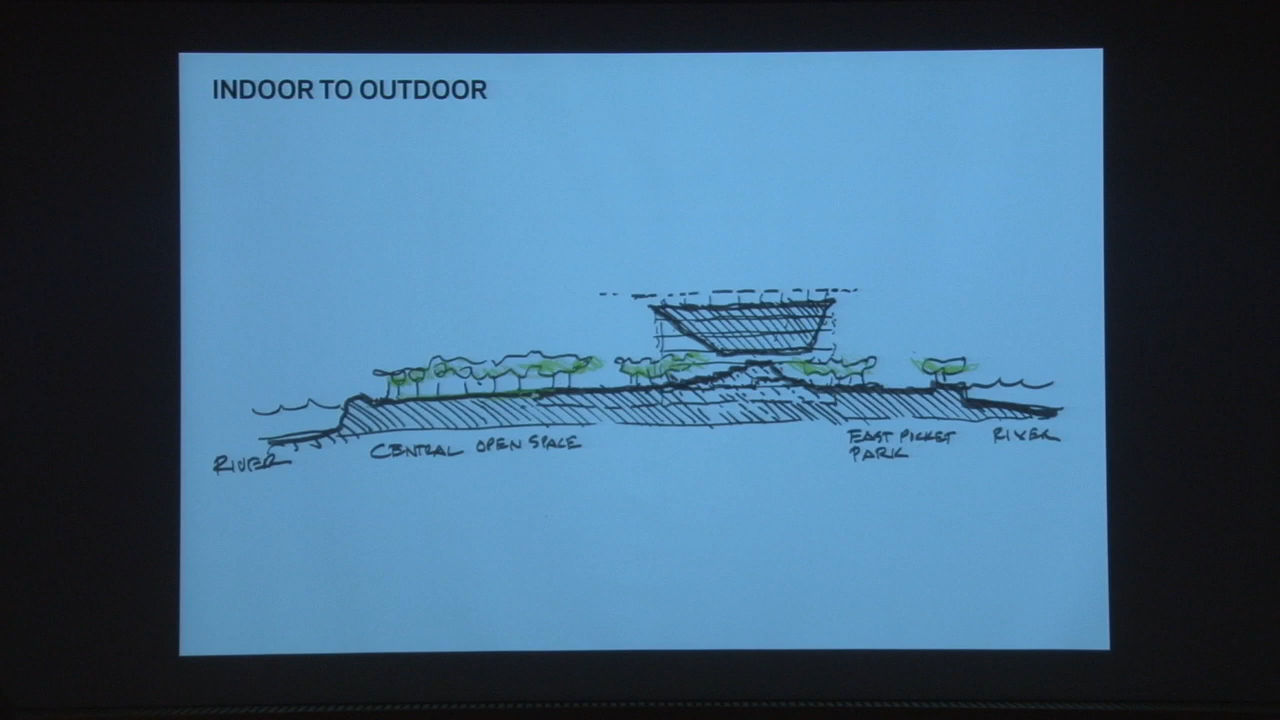 INDOOR TO OUTDOOR
RIVER
CENTRAL OPEN SPACE
EAST PICKET
PARK
RIVER